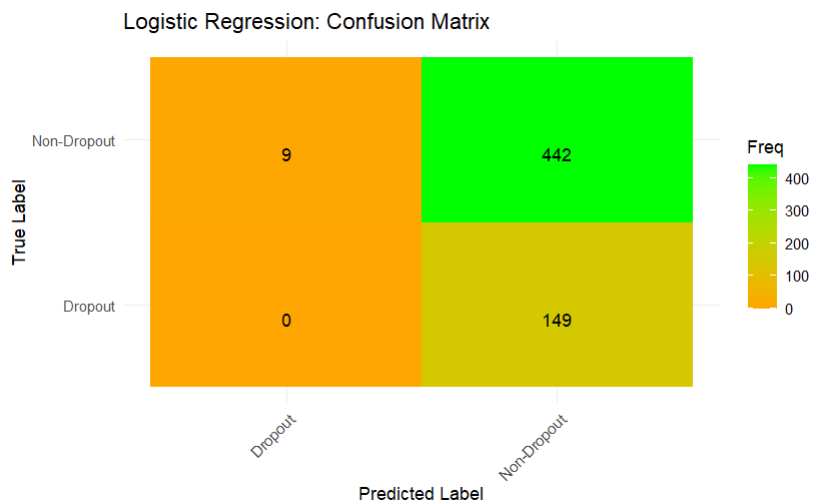 Logistic Regression: Confusion Matrix
True Label
Non-Dropout
9
442
Dropout
0
149
Dropout
Non-Dropout
Predicted Label
Freq
400
300
200
100
0